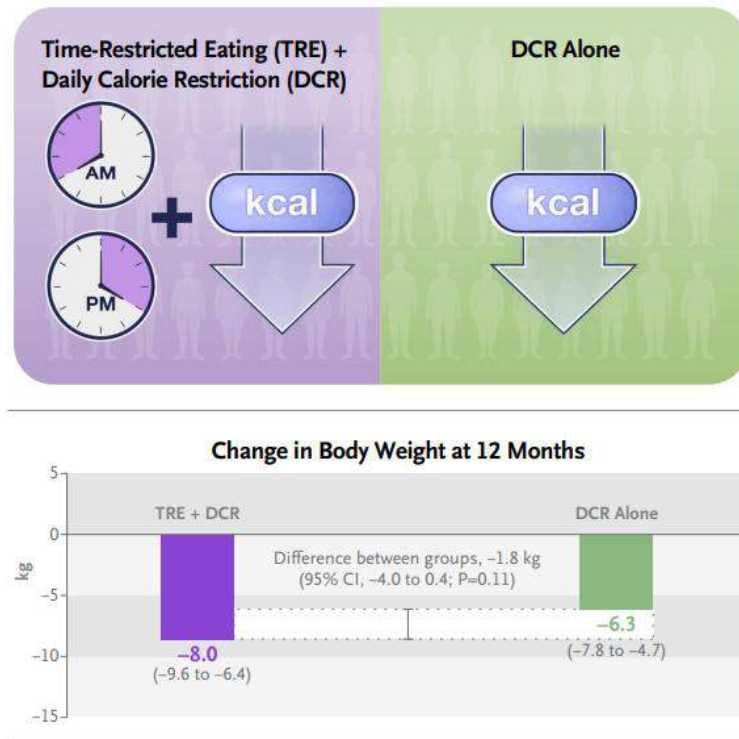 Time-Restricted Eating (TRE) +
Daily Calorie Restriction (DCR)
DCR Alone
AM
+
kcal
kcal
PM
Change in Body Weight at 12 Months
5
TRE + DCR
DCR Alone
0
Difference between groups, –1.8 kg
(95% CI, –4.0 to 0.4; P=0.11)
kg
–5
–6.3
(–7.8 to –4.7)
–8.0
–10
(–9.6 to –6.4)
–15